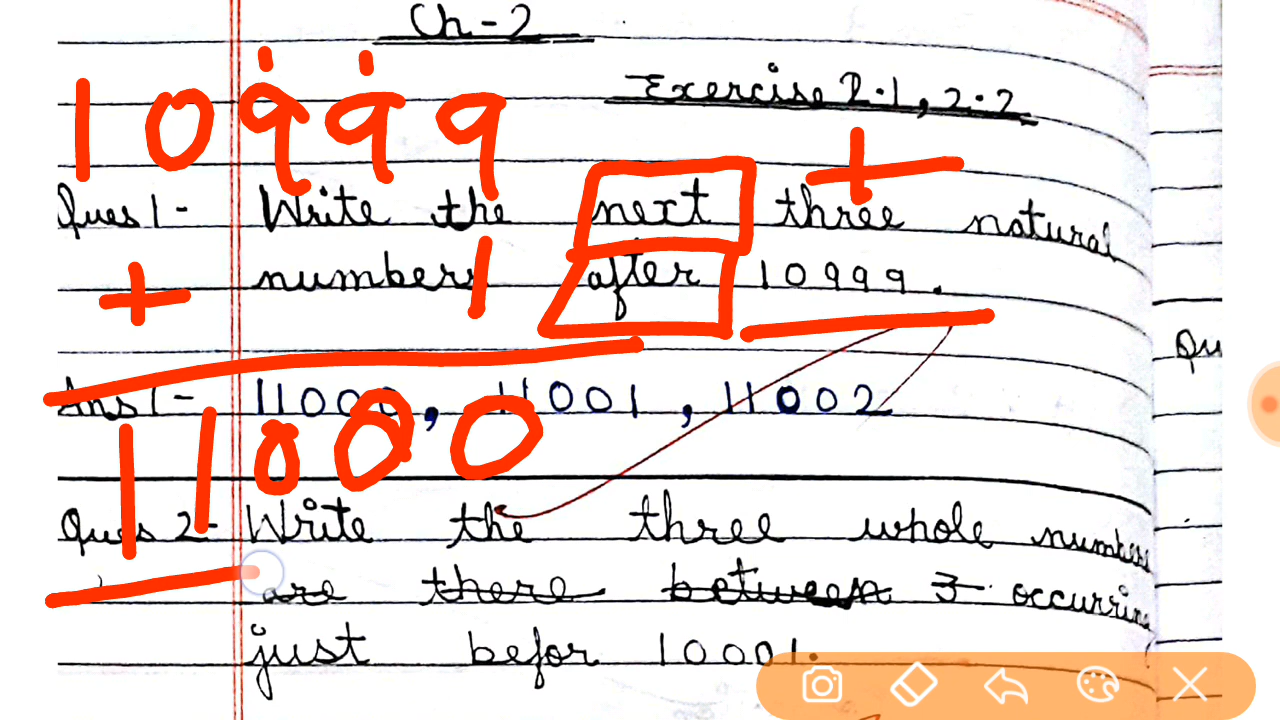 Ch-2
Exercise 2.1, 2.2
10999
Ques 1- Write the next three natural
numbers after 10999.
+ 1
Ans 1- 11000, 11001, 11002
11000
Ques 2- Write the three whole numbers
are there between 3 occurring
just befor 10001.
Qu